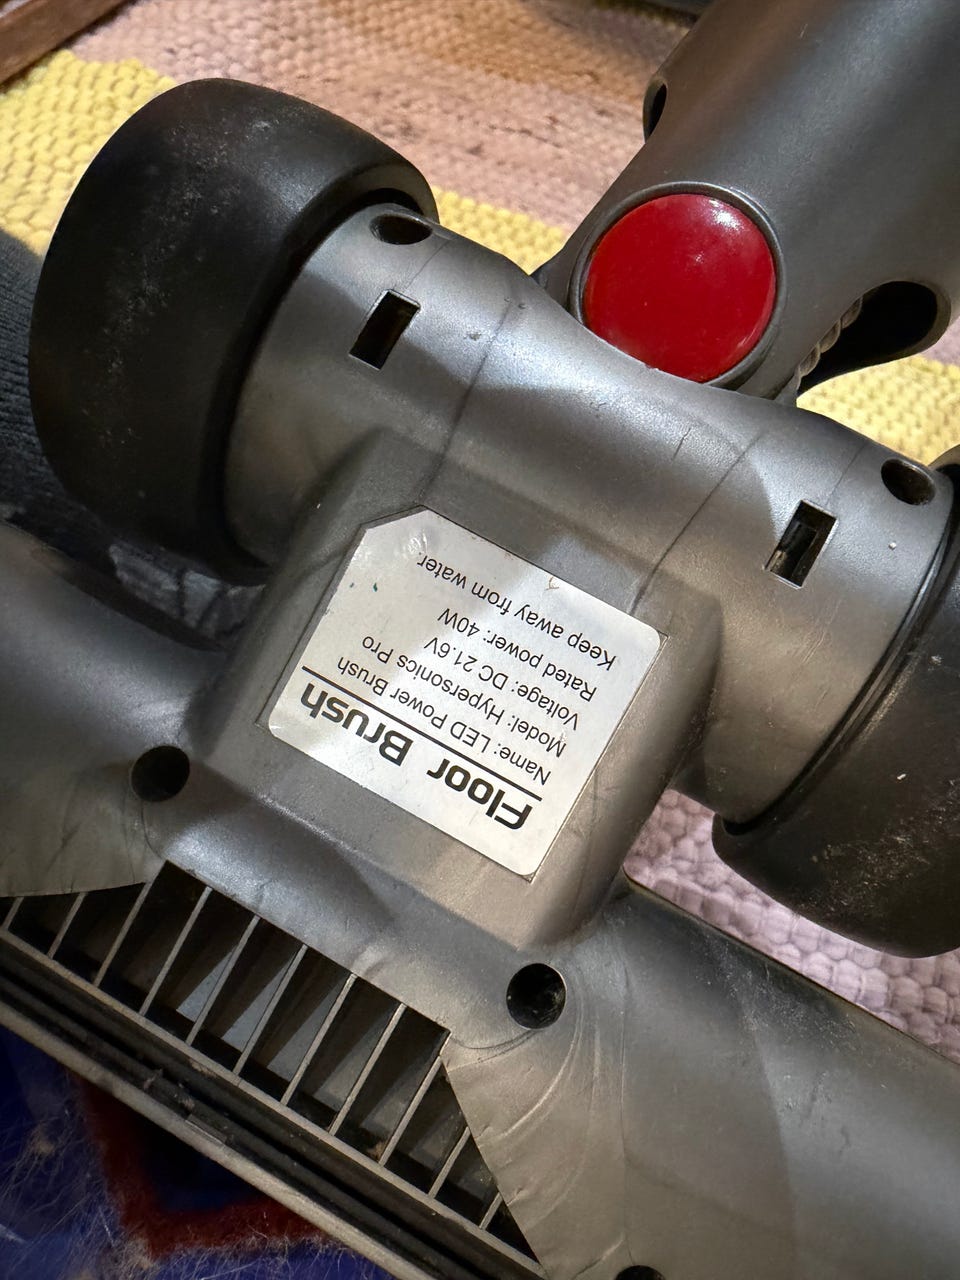 Floor Brush
Name: LED Power Brush
Model: Hypersonics Pro
Voltage: DC 21.6V
Rated power: 40W
Keep away from water.